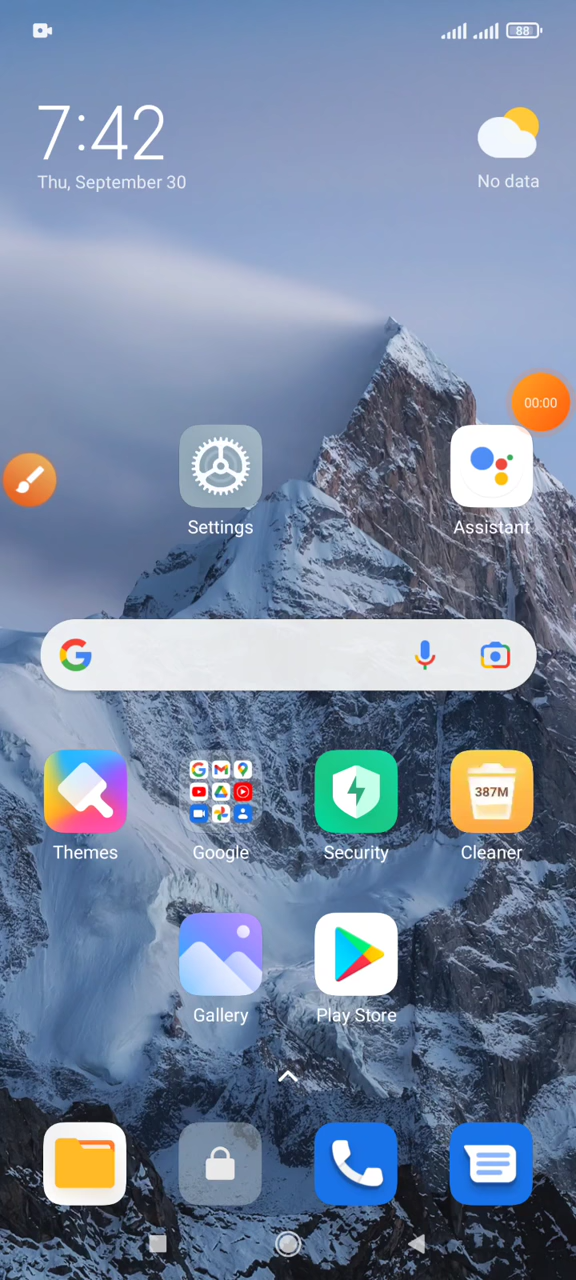 88
7:42
Thu, September 30
No data
00:00
Settings
Assistant
387M
Themes
Google
Security
Cleaner
Gallery
Play Store